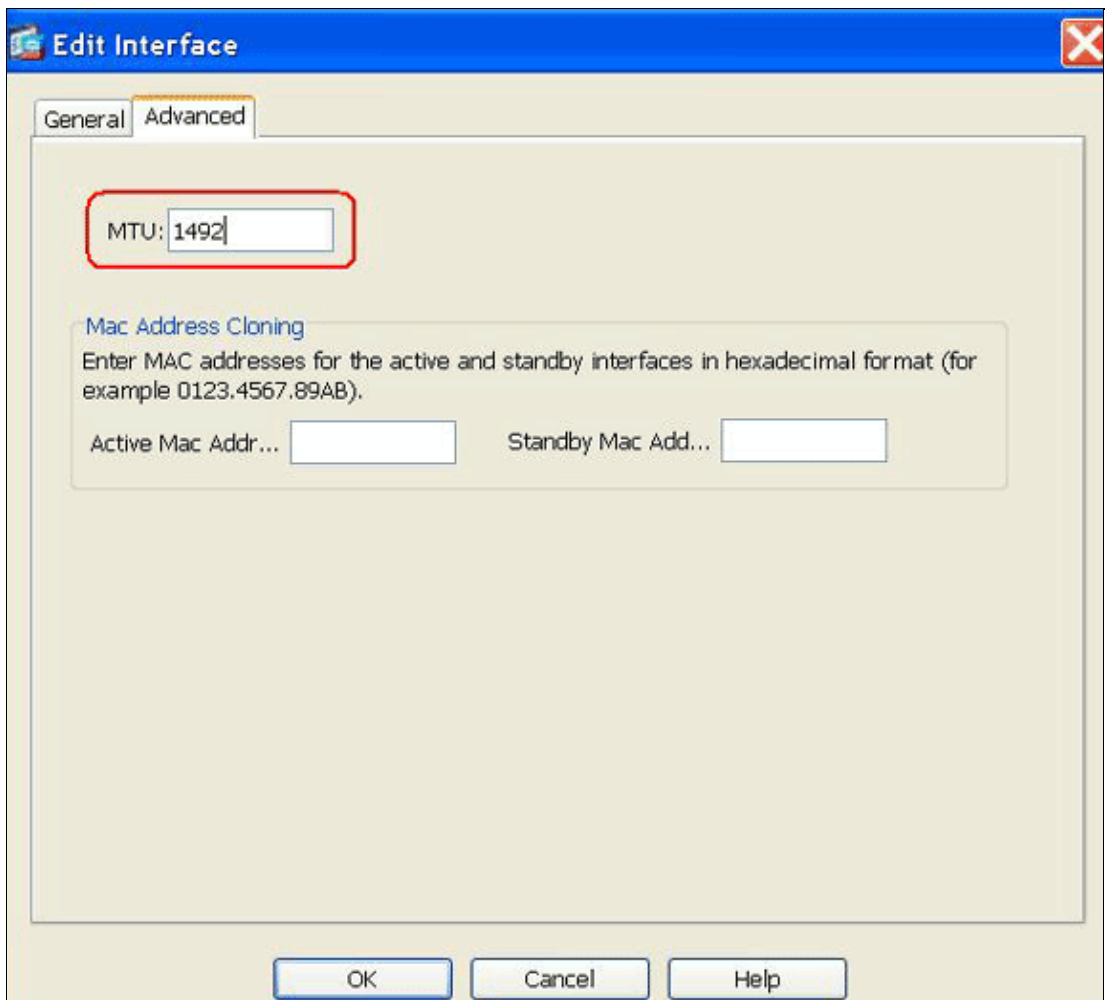 Edit Interface
General Advanced
MTU: 1492
Mac Address Cloning
Enter MAC addresses for the active and standby interfaces in hexadecimal format (for
example 0123.4567.89AB).
Active Mac Addr... Standby Mac Add...
OK Cancel Help